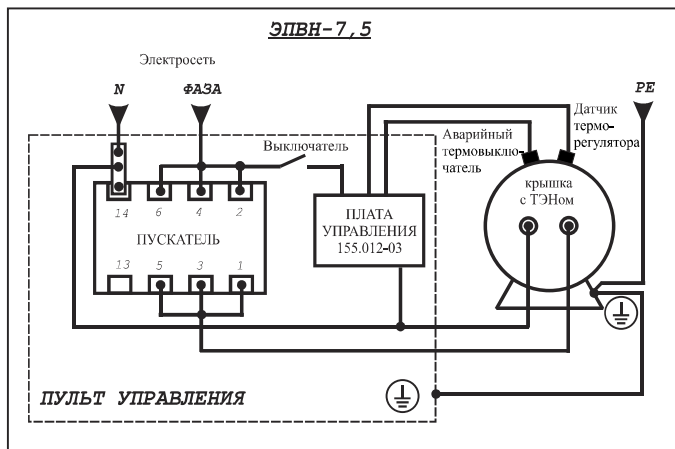 ЭПВН-7,5
Электросеть
N
ФАЗА
PE
Датчик
термо-
регулятора
Выключатель
Аварийный
термовыклю-
чатель
крышка
с ТЭНом
14
6
4
2
ПУСКАТЕЛЬ
13
5
3
1
ПЛАТА
УПРАВЛЕНИЯ
155.012-03
ПУЛЬТ УПРАВЛЕНИЯ